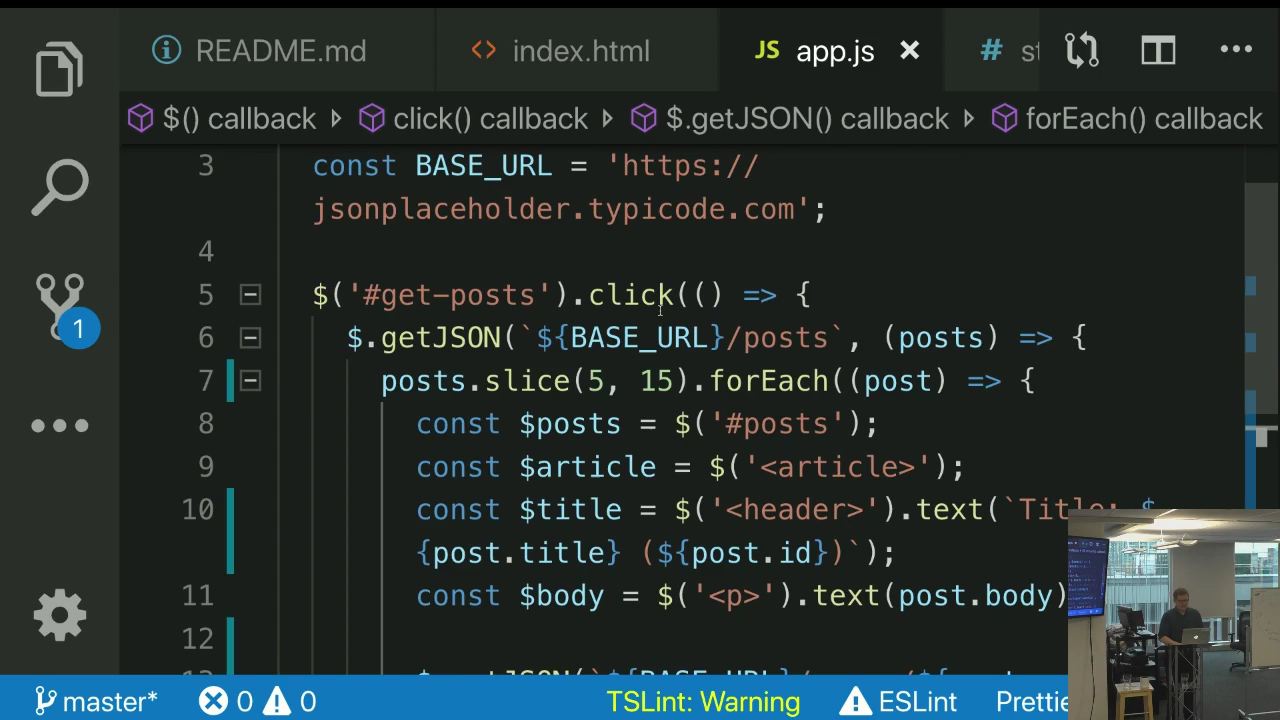 README.md
index.html
JS app.js
# st
$() callback
click() callback
$.getJSON() callback
forEach() callback
3 const BASE_URL = 'https://
jsonplaceholder.typicode.com';
4
5 $('#get-posts').click(() => {
6 $.getJSON(`${BASE_URL}/posts`, (posts) => {
7 posts.slice(5, 15).forEach((post) => {
8 const $posts = $('#posts');
9 const $article = $('<article>');
10 const $title = $('<header>').text(`Title: $
{post.title} (${post.id})`);
11 const $body = $('<p>').text(post.body)
12
1
master*
0
0
TSLint: Warning
ESLint
Prettie